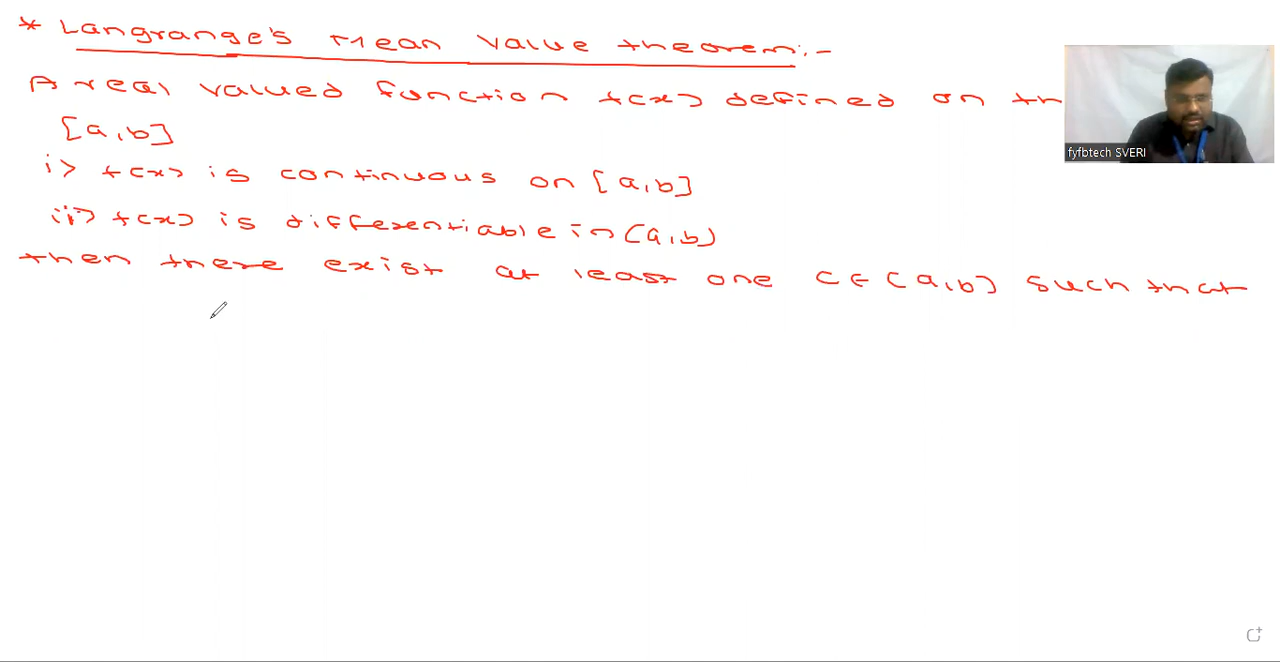 * Langrange's Mean Value theorem:-
A real valued function f(x) defined on th
[a,b]
i) f(x) is continuous on [a,b]
ii) f(x) is differentiable in (a,b)
then there exist at least one c ∈ (a,b) such that
fyfbtech SVERI